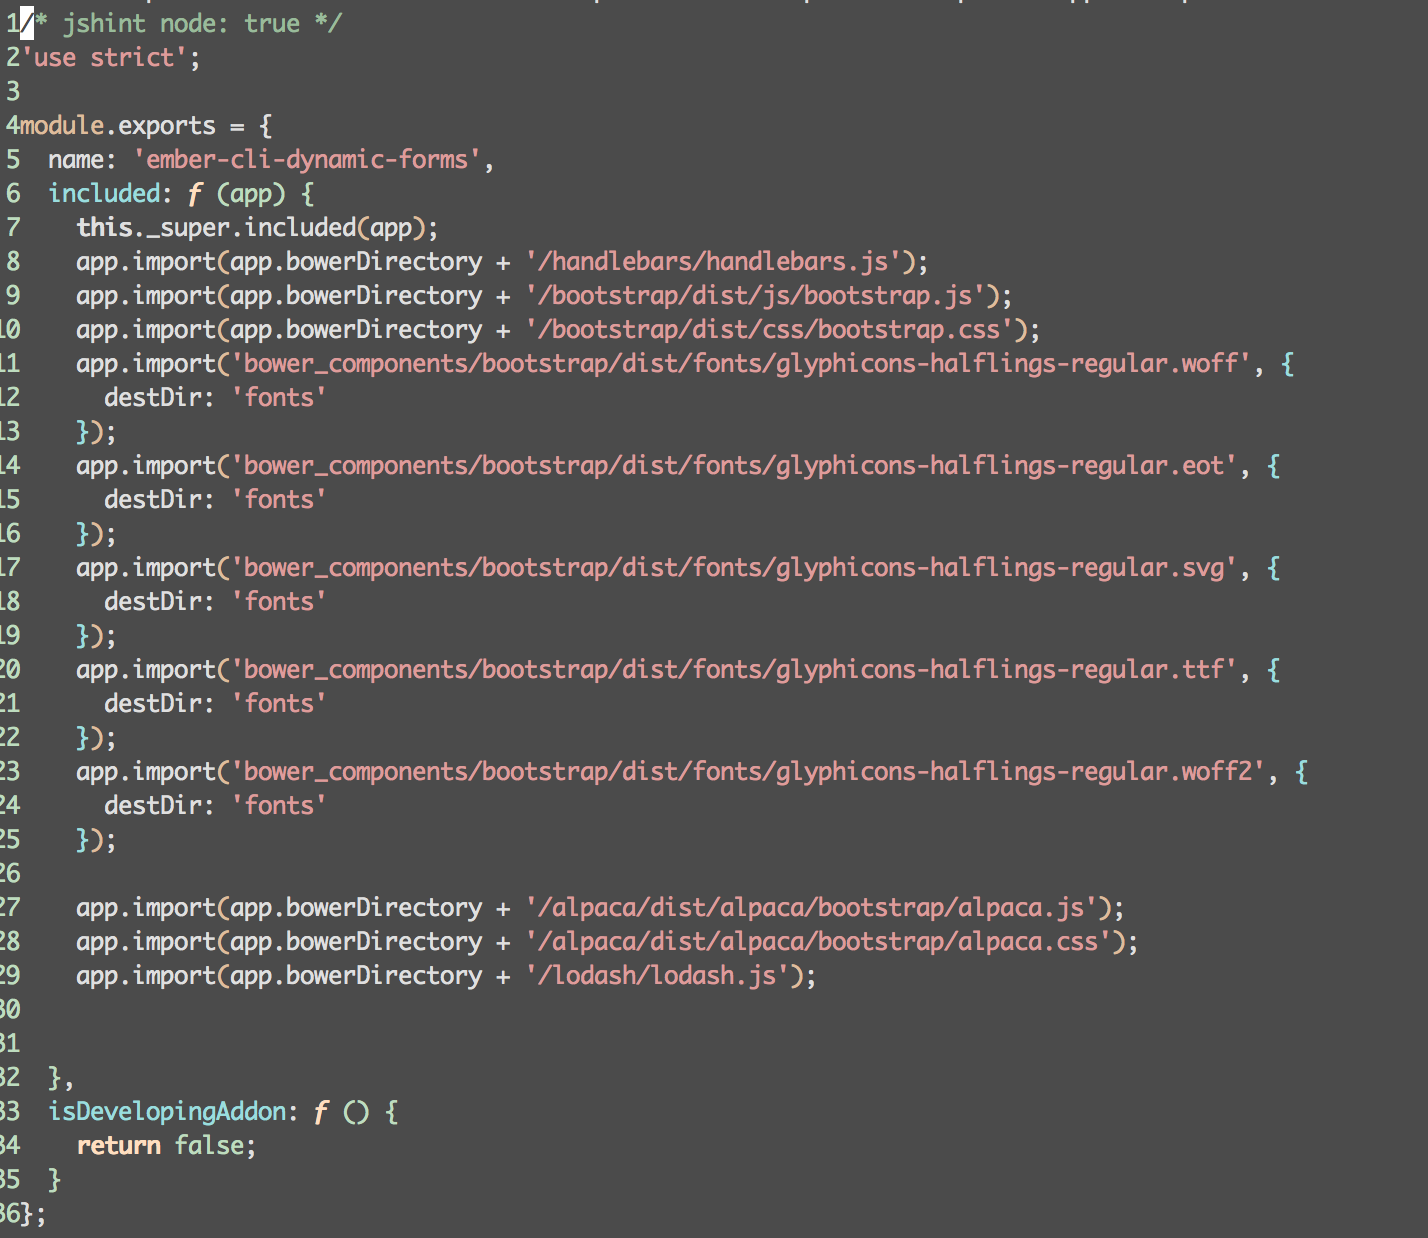 1/* jshint node: true */
2'use strict';
3
4module.exports = {
5  name: 'ember-cli-dynamic-forms',
6  included: ƒ (app) {
7    this._super.included(app);
8    app.import(app.bowerDirectory + '/handlebars/handlebars.js');
9    app.import(app.bowerDirectory + '/bootstrap/dist/js/bootstrap.js');
10    app.import(app.bowerDirectory + '/bootstrap/dist/css/bootstrap.css');
11    app.import('bower_components/bootstrap/dist/fonts/glyphicons-halflings-regular.woff', {
12      destDir: 'fonts'
13    });
14    app.import('bower_components/bootstrap/dist/fonts/glyphicons-halflings-regular.eot', {
15      destDir: 'fonts'
16    });
17    app.import('bower_components/bootstrap/dist/fonts/glyphicons-halflings-regular.svg', {
18      destDir: 'fonts'
19    });
20    app.import('bower_components/bootstrap/dist/fonts/glyphicons-halflings-regular.ttf', {
21      destDir: 'fonts'
22    });
23    app.import('bower_components/bootstrap/dist/fonts/glyphicons-halflings-regular.woff2', {
24      destDir: 'fonts'
25    });
26
27    app.import(app.bowerDirectory + '/alpaca/dist/alpaca/bootstrap/alpaca.js');
28    app.import(app.bowerDirectory + '/alpaca/dist/alpaca/bootstrap/alpaca.css');
29    app.import(app.bowerDirectory + '/lodash/lodash.js');
30
31
32  },
33  isDevelopingAddon: ƒ () {
34    return false;
35  }
36};